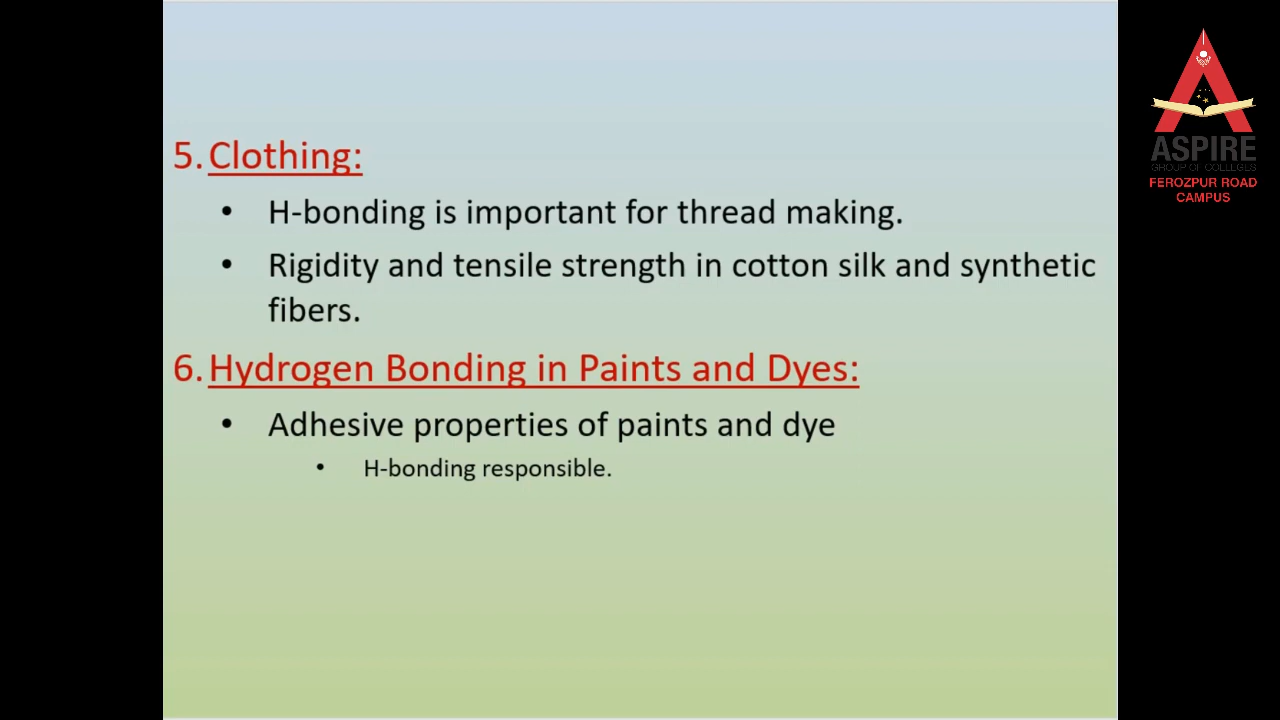 5. Clothing:
• H-bonding is important for thread making.
• Rigidity and tensile strength in cotton silk and synthetic
fibers.
6. Hydrogen Bonding in Paints and Dyes:
• Adhesive properties of paints and dye
• H-bonding responsible.
ASPIRE
GROUP OF COLLEGES
FEROZPUR ROAD
CAMPUS